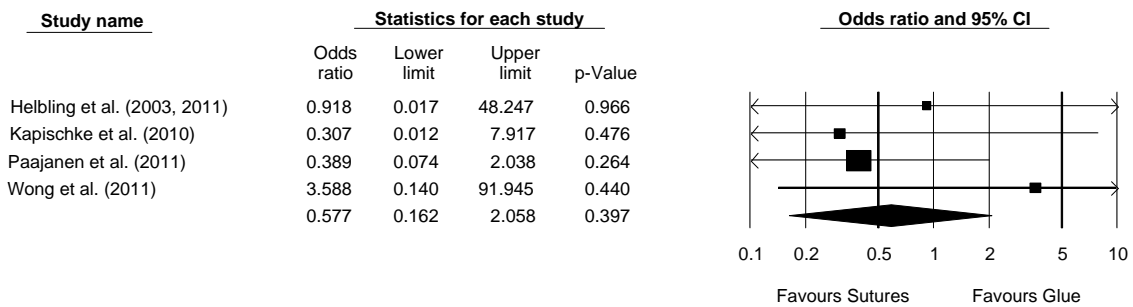 Study name Statistics for each study Odds ratio and 95% CI
Odds Lower Upper
ratio limit limit p-Value
Helbling et al. (2003, 2011) 0.918 0.017 48.247 0.966
Kapischke et al. (2010) 0.307 0.012 7.917 0.476
Paajanen et al. (2011) 0.389 0.074 2.038 0.264
Wong et al. (2011) 3.588 0.140 91.945 0.440
0.577 0.162 2.058 0.397
0.1 0.2 0.5 1 2 5 10
Favours Sutures Favours Glue